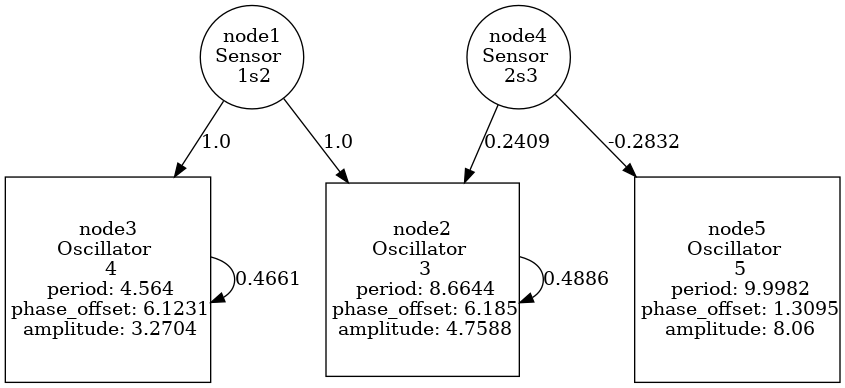 node1
Sensor
1s2
node4
Sensor
2s3
1.0
1.0
0.2409
-0.2832
node3
Oscillator
4
period: 4.564
phase_offset: 6.1231
amplitude: 3.2704
0.4661
node2
Oscillator
3
period: 8.6644
phase_offset: 6.185
amplitude: 4.7588
0.4886
node5
Oscillator
5
period: 9.9982
phase_offset: 1.3095
amplitude: 8.06